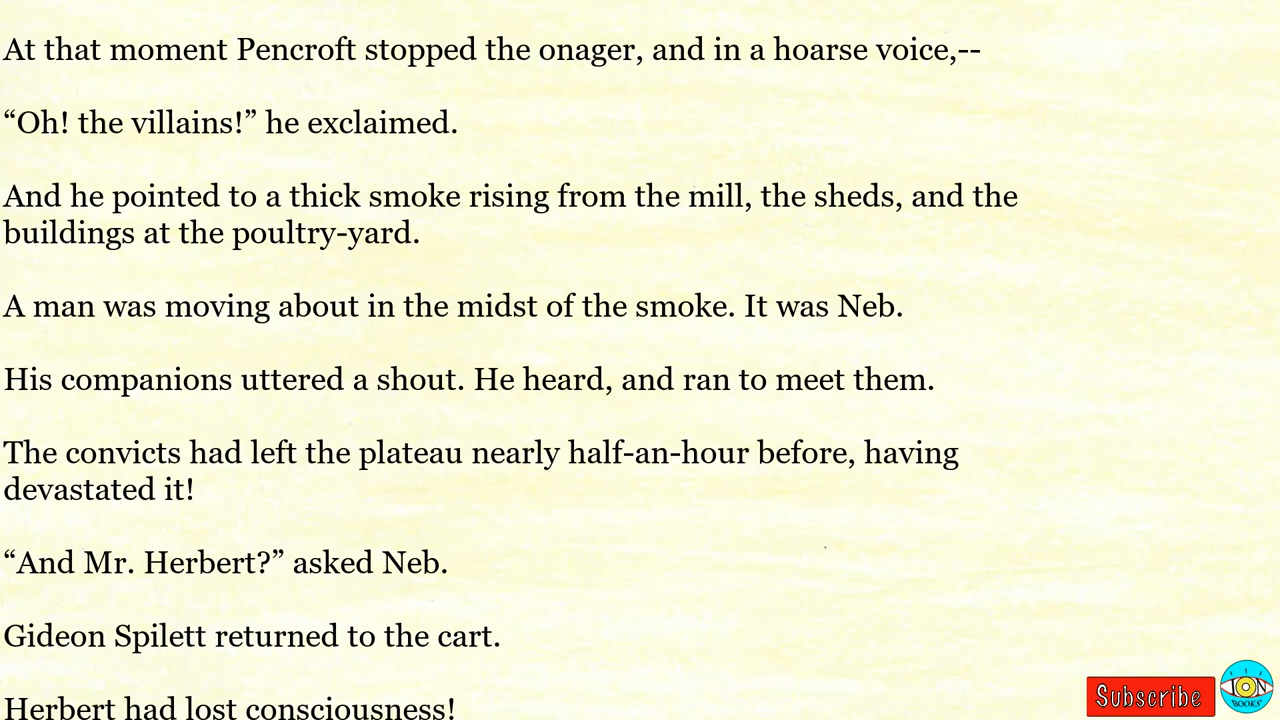 At that moment Pencroft stopped the onager, and in a hoarse voice,--
“Oh! the villains!” he exclaimed.
And he pointed to a thick smoke rising from the mill, the sheds, and the
buildings at the poultry-yard.
A man was moving about in the midst of the smoke. It was Neb.
His companions uttered a shout. He heard, and ran to meet them.
The convicts had left the plateau nearly half-an-hour before, having
devastated it!
“And Mr. Herbert?” asked Neb.
Gideon Spilett returned to the cart.
Herbert had lost consciousness!
Subscribe
ION
BOOKS